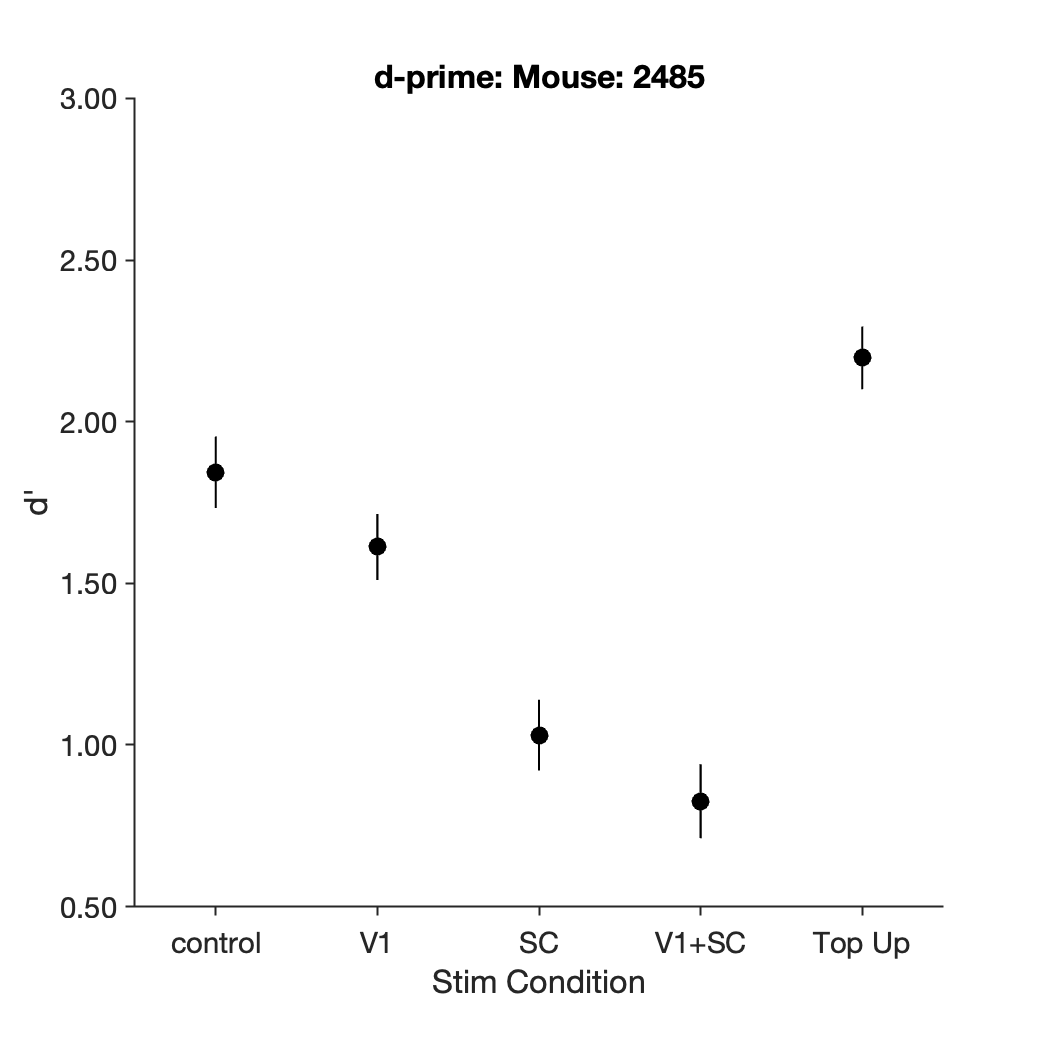 d-prime: Mouse: 2485
3.00
2.50
2.00
1.50
1.00
0.50
d'
control V1 SC V1+SC Top Up
Stim Condition